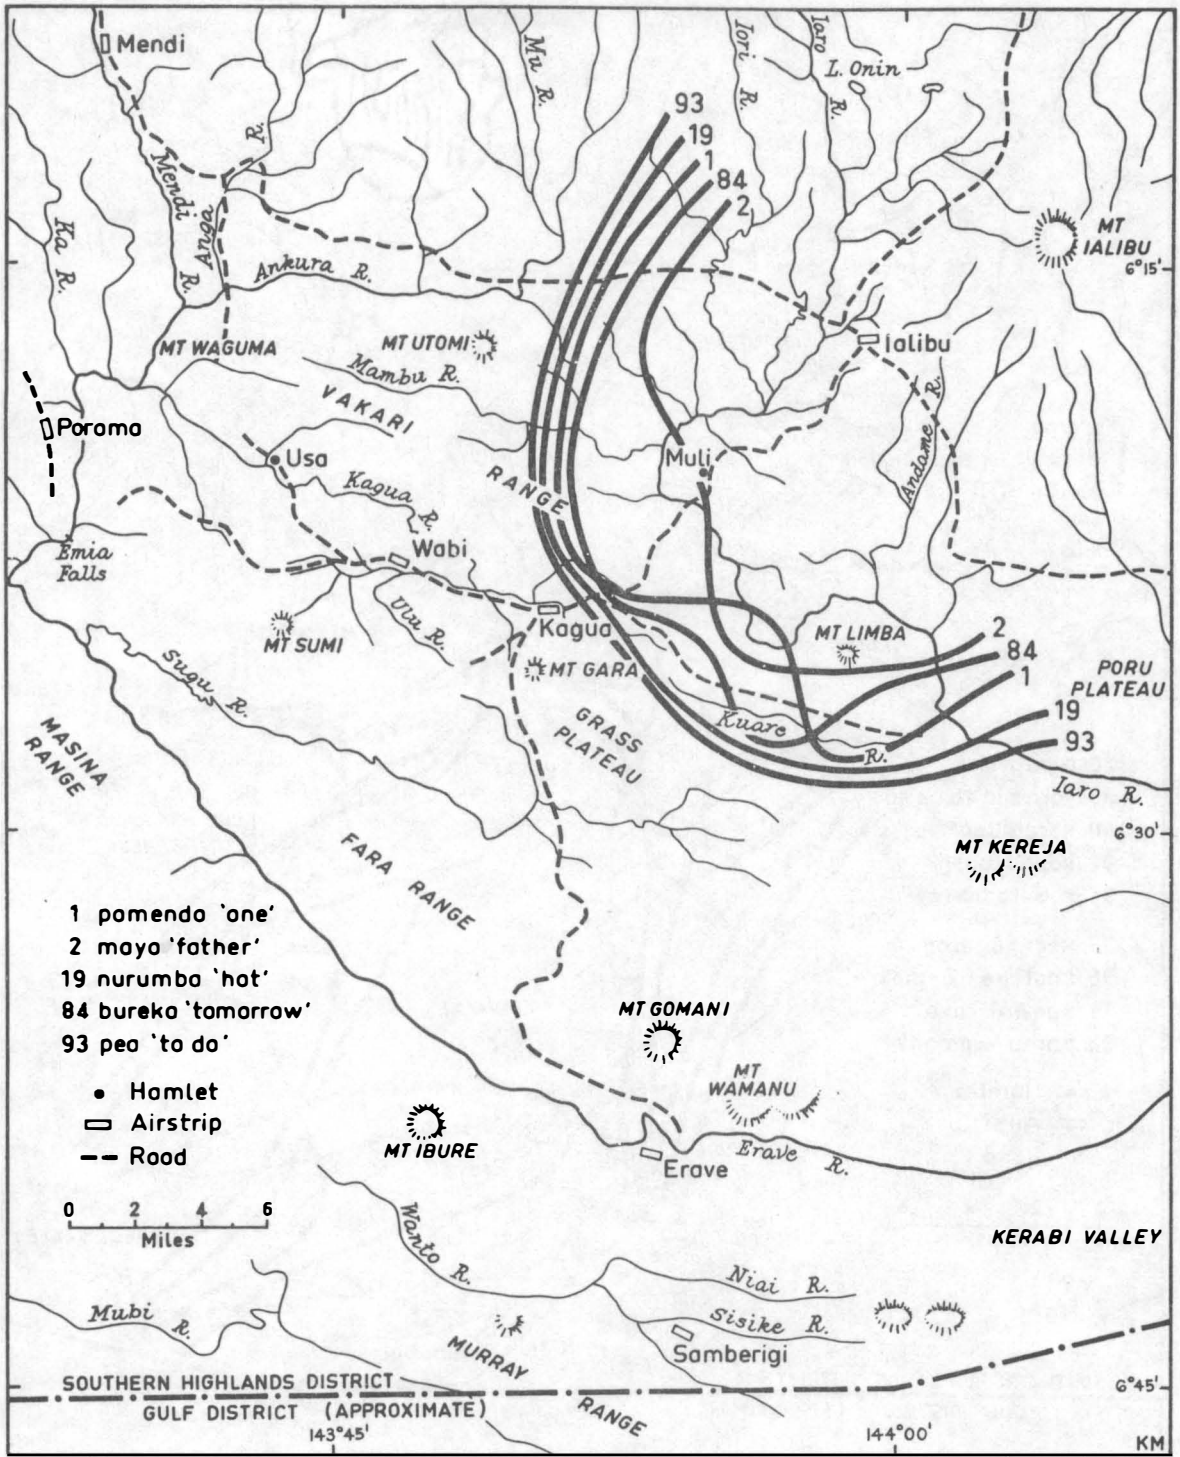 Mendi
Mu R.
Iori R.
Iaro R.
L. Onin
93
19
1
84
2
R.
Mendi R.
Angga
Ka R.
Ankura R.
MT IALIBU
6°15'
MT WAGUMA
MT UTOMI
Mambu R.
Ialibu
VAKARI
RANGE
Poroma
Usa
Muli
Andame R.
Kagua R.
Emia Falls
Wabi
Ulu R.
Kagua
MT SUMI
MT LIMBA
2
84
1
19
93
PORU PLATEAU
Sugu R.
MT GARA
GRASS PLATEAU
Kuare R.
MASINA RANGE
Iaro R.
6°30'
MT KEREJA
FARA RANGE
1 pamenda 'one'
2 maya 'father'
19 nurumba 'hat'
84 bureka 'tomorrow'
93 pea 'to do'
Hamlet
Airstrip
Road
0 2 4 6
Miles
MT GOMANI
MT WAMANU
MT IBURE
Erave R.
Erave
KERABI VALLEY
Wanto R.
Niai R.
Sisike R.
Mubi R.
Samberigi
MURRAY RANGE
SOUTHERN HIGHLANDS DISTRICT
GULF DISTRICT (APPROXIMATE)
6°45'
143°45'
144°00'
KM